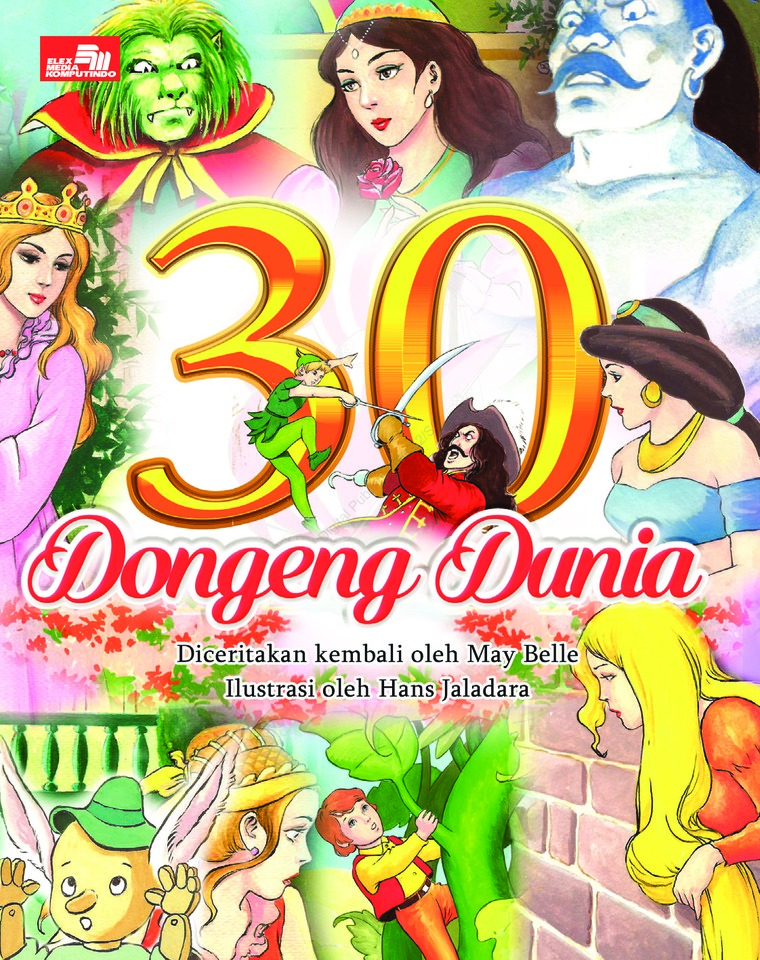 ELEX
MEDIA
KOMPUTINDO
30
Dongeng Dunia
Diceritakan kembali oleh May Belle
Ilustrasi oleh Hans Jaladara